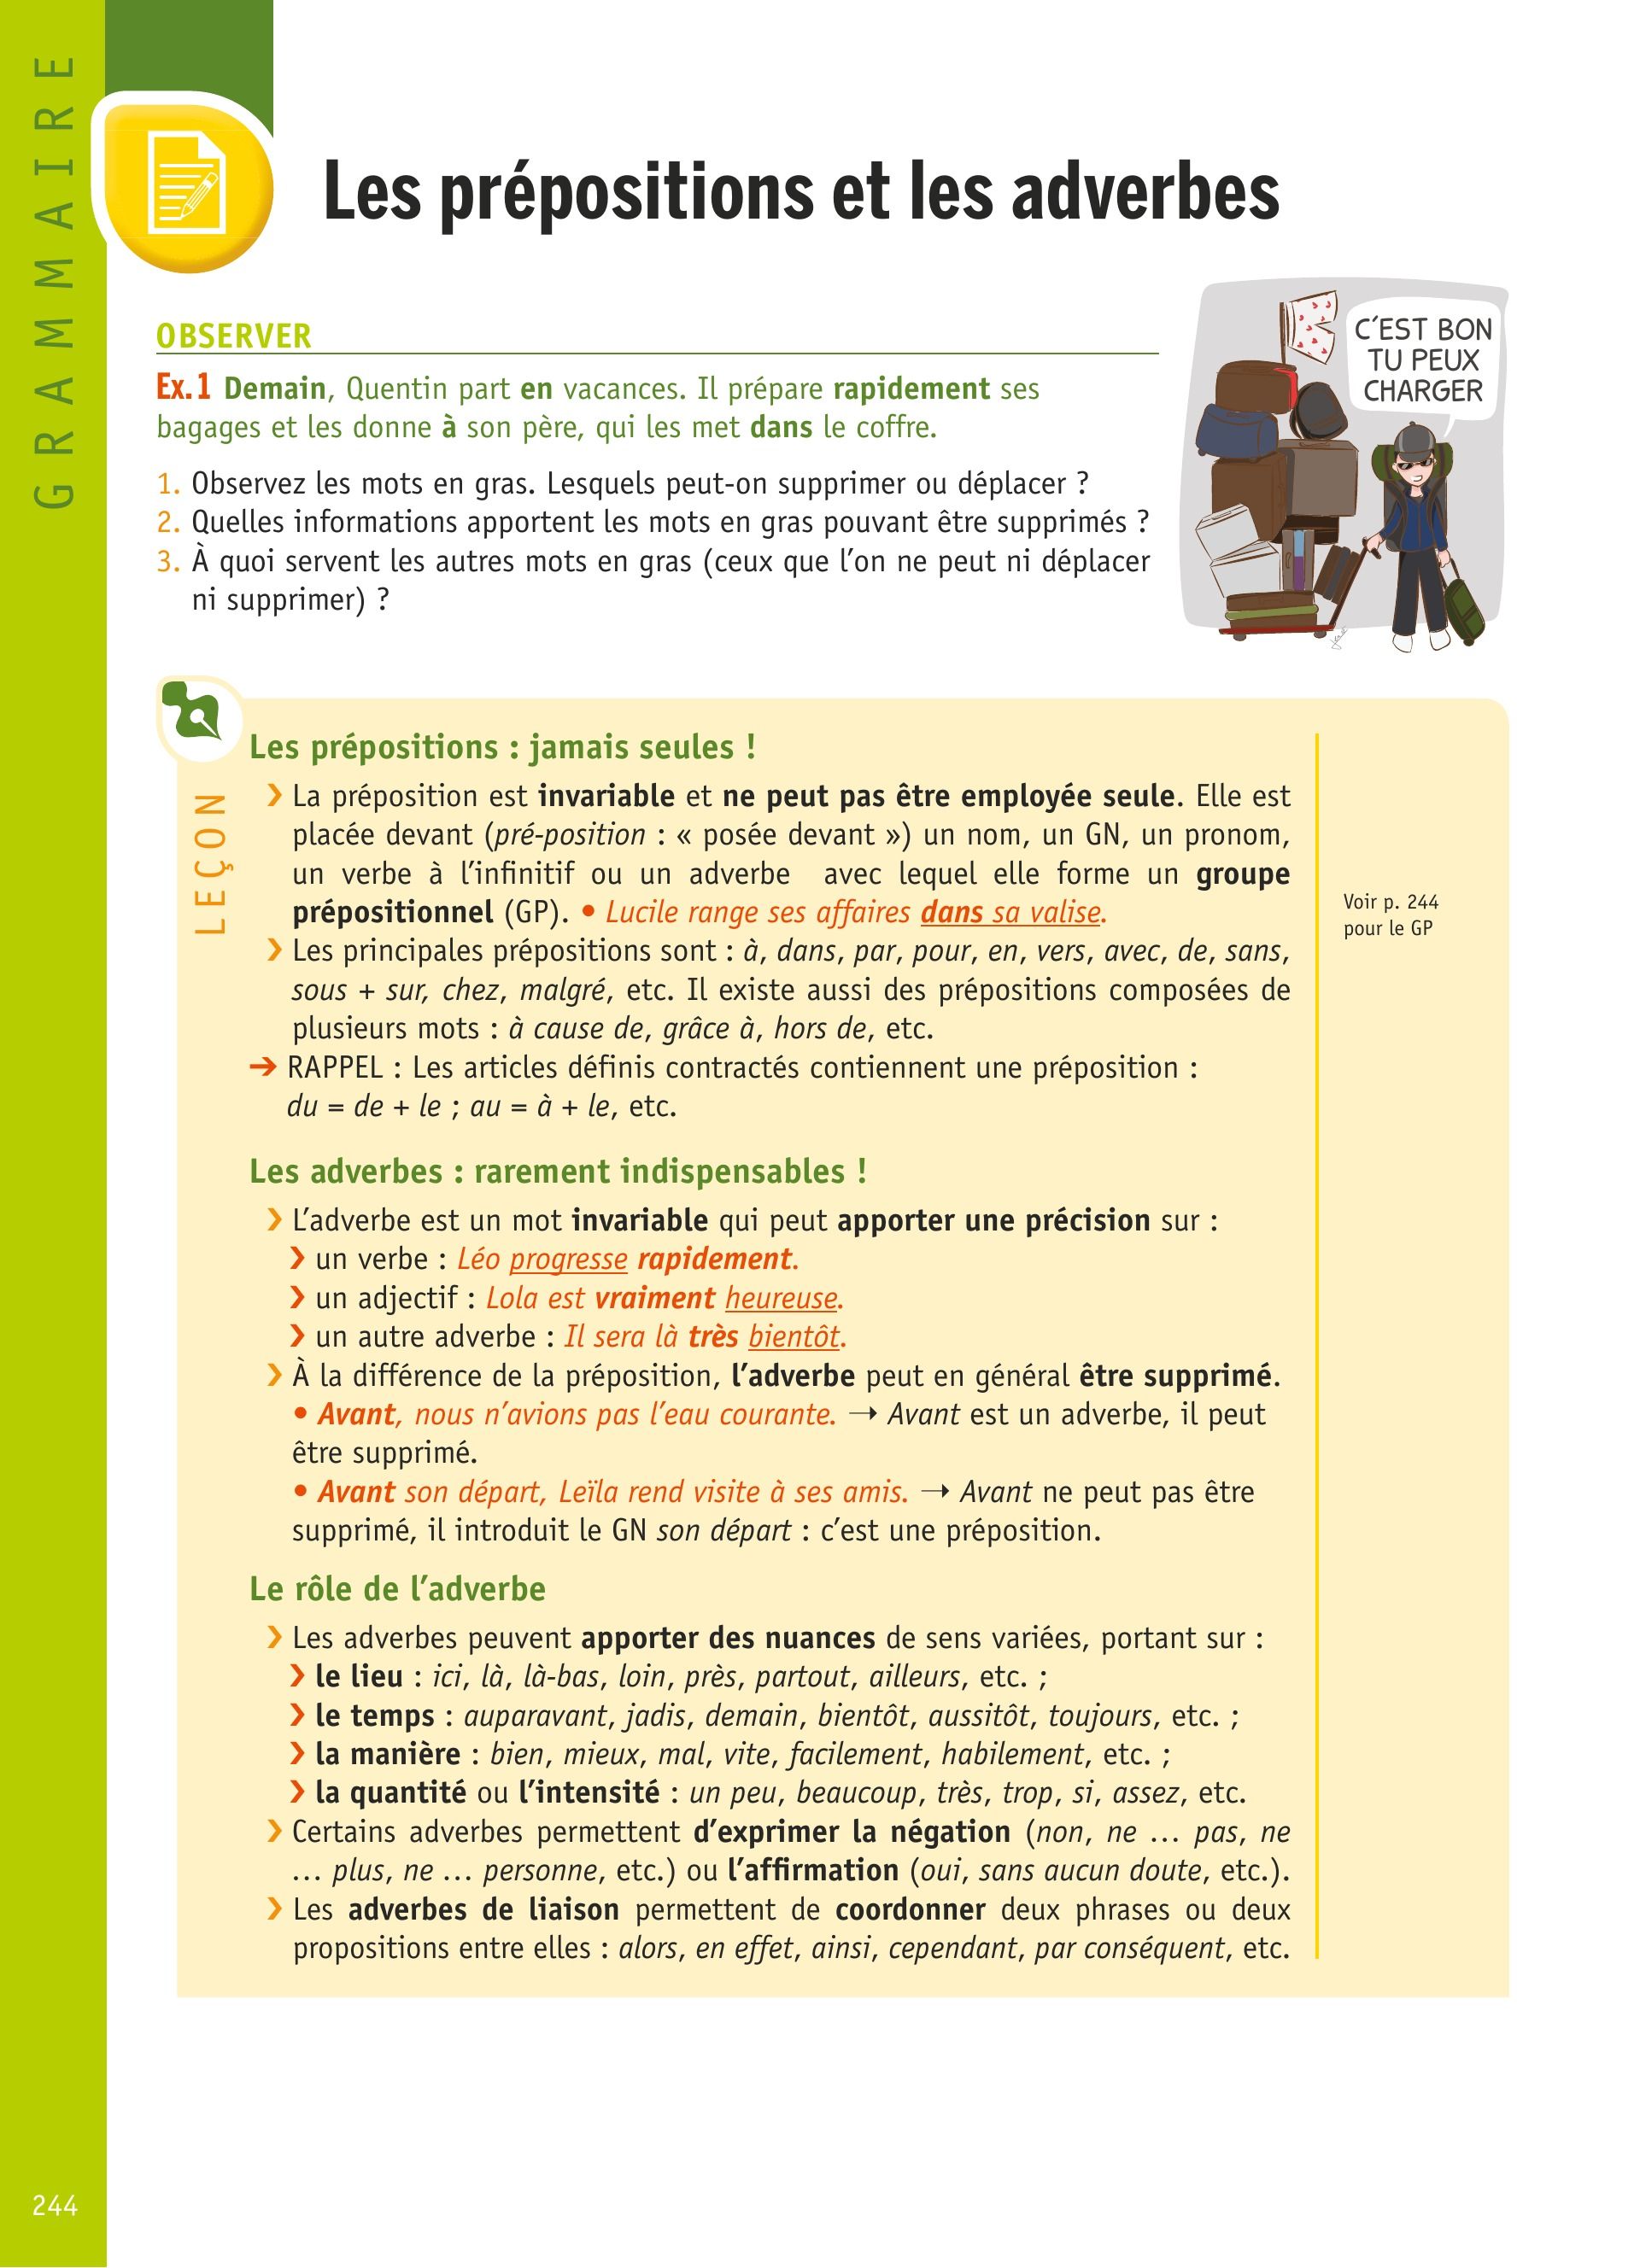 GRAMMAIRE
Les prépositions et les adverbes
OBSERVER
Ex.1 Demain, Quentin part en vacances. Il prépare rapidement ses
bagages et les donne à son père, qui les met dans le coffre.
1. Observez les mots en gras. Lesquels peut-on supprimer ou déplacer ?
2. Quelles informations apportent les mots en gras pouvant être supprimés ?
3. À quoi servent les autres mots en gras (ceux que l'on ne peut ni déplacer
ni supprimer) ?
C'EST BON
TU PEUX
CHARGER
LEÇON
Les prépositions : jamais seules !
› La préposition est invariable et ne peut pas être employée seule. Elle est
placée devant (pré-position : « posée devant ») un nom, un GN, un pronom,
un verbe à l'infinitif ou un adverbe avec lequel elle forme un groupe
prépositionnel (GP). • Lucile range ses affaires dans sa valise.
› Les principales prépositions sont : à, dans, par, pour, en, vers, avec, de, sans,
sous + sur, chez, malgré, etc. Il existe aussi des prépositions composées de
plusieurs mots : à cause de, grâce à, hors de, etc.
➔ RAPPEL : Les articles définis contractés contiennent une préposition :
du = de + le ; au = à + le, etc.
Voir p. 244
pour le GP
Les adverbes : rarement indispensables !
› L'adverbe est un mot invariable qui peut apporter une précision sur :
› un verbe : Léo progresse rapidement.
› un adjectif : Lola est vraiment heureuse.
› un autre adverbe : Il sera là très bientôt.
› À la différence de la préposition, l'adverbe peut en général être supprimé.
• Avant, nous n'avions pas l'eau courante. → Avant est un adverbe, il peut
être supprimé.
• Avant son départ, Leïla rend visite à ses amis. → Avant ne peut pas être
supprimé, il introduit le GN son départ : c'est une préposition.
Le rôle de l'adverbe
› Les adverbes peuvent apporter des nuances de sens variées, portant sur :
› le lieu : ici, là, là-bas, loin, près, partout, ailleurs, etc. ;
› le temps : auparavant, jadis, demain, bientôt, aussitôt, toujours, etc. ;
› la manière : bien, mieux, mal, vite, facilement, habilement, etc. ;
› la quantité ou l'intensité : un peu, beaucoup, très, trop, si, assez, etc.
› Certains adverbes permettent d'exprimer la négation (non, ne … pas, ne
… plus, ne … personne, etc.) ou l'affirmation (oui, sans aucun doute, etc.).
› Les adverbes de liaison permettent de coordonner deux phrases ou deux
propositions entre elles : alors, en effet, ainsi, cependant, par conséquent, etc.
244